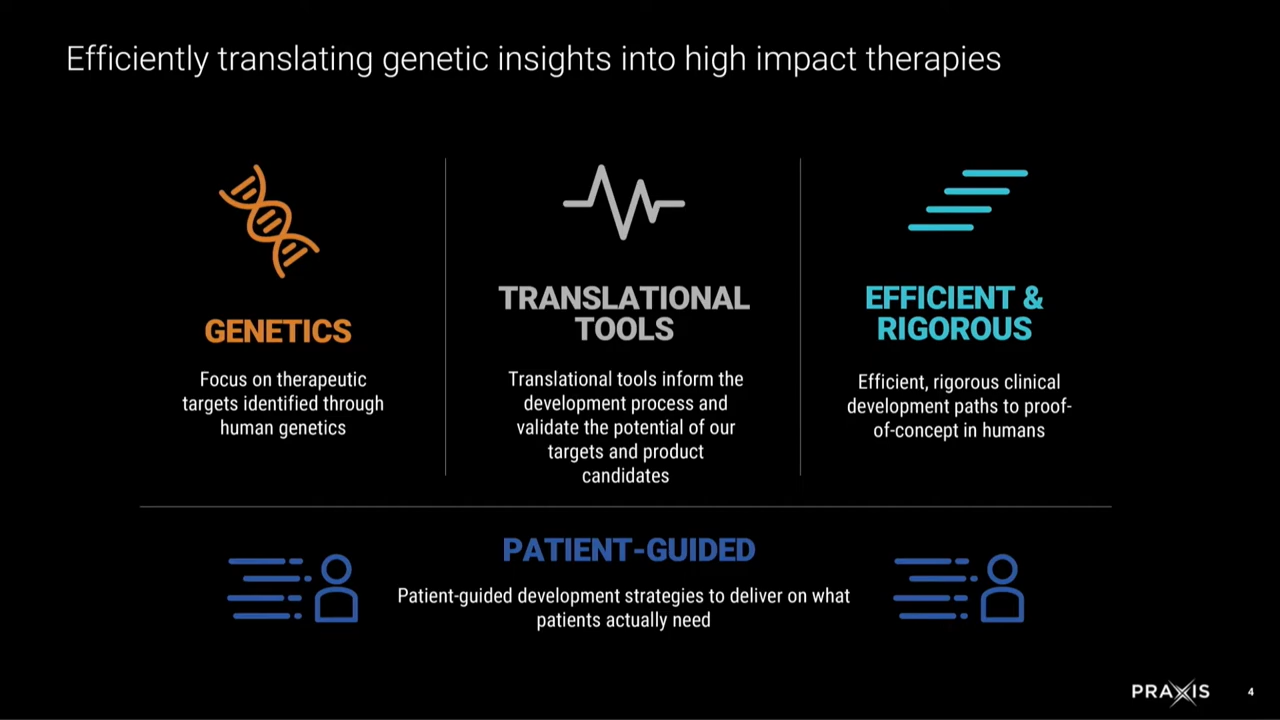 Efficiently translating genetic insights into high impact therapies
GENETICS
Focus on therapeutic
targets identified through
human genetics
TRANSLATIONAL
TOOLS
Translational tools inform the
development process and
validate the potential of our
targets and product
candidates
EFFICIENT &
RIGOROUS
Efficient, rigorous clinical
development paths to proof-
of-concept in humans
PATIENT-GUIDED
Patient-guided development strategies to deliver on what
patients actually need
PRAXIS
4